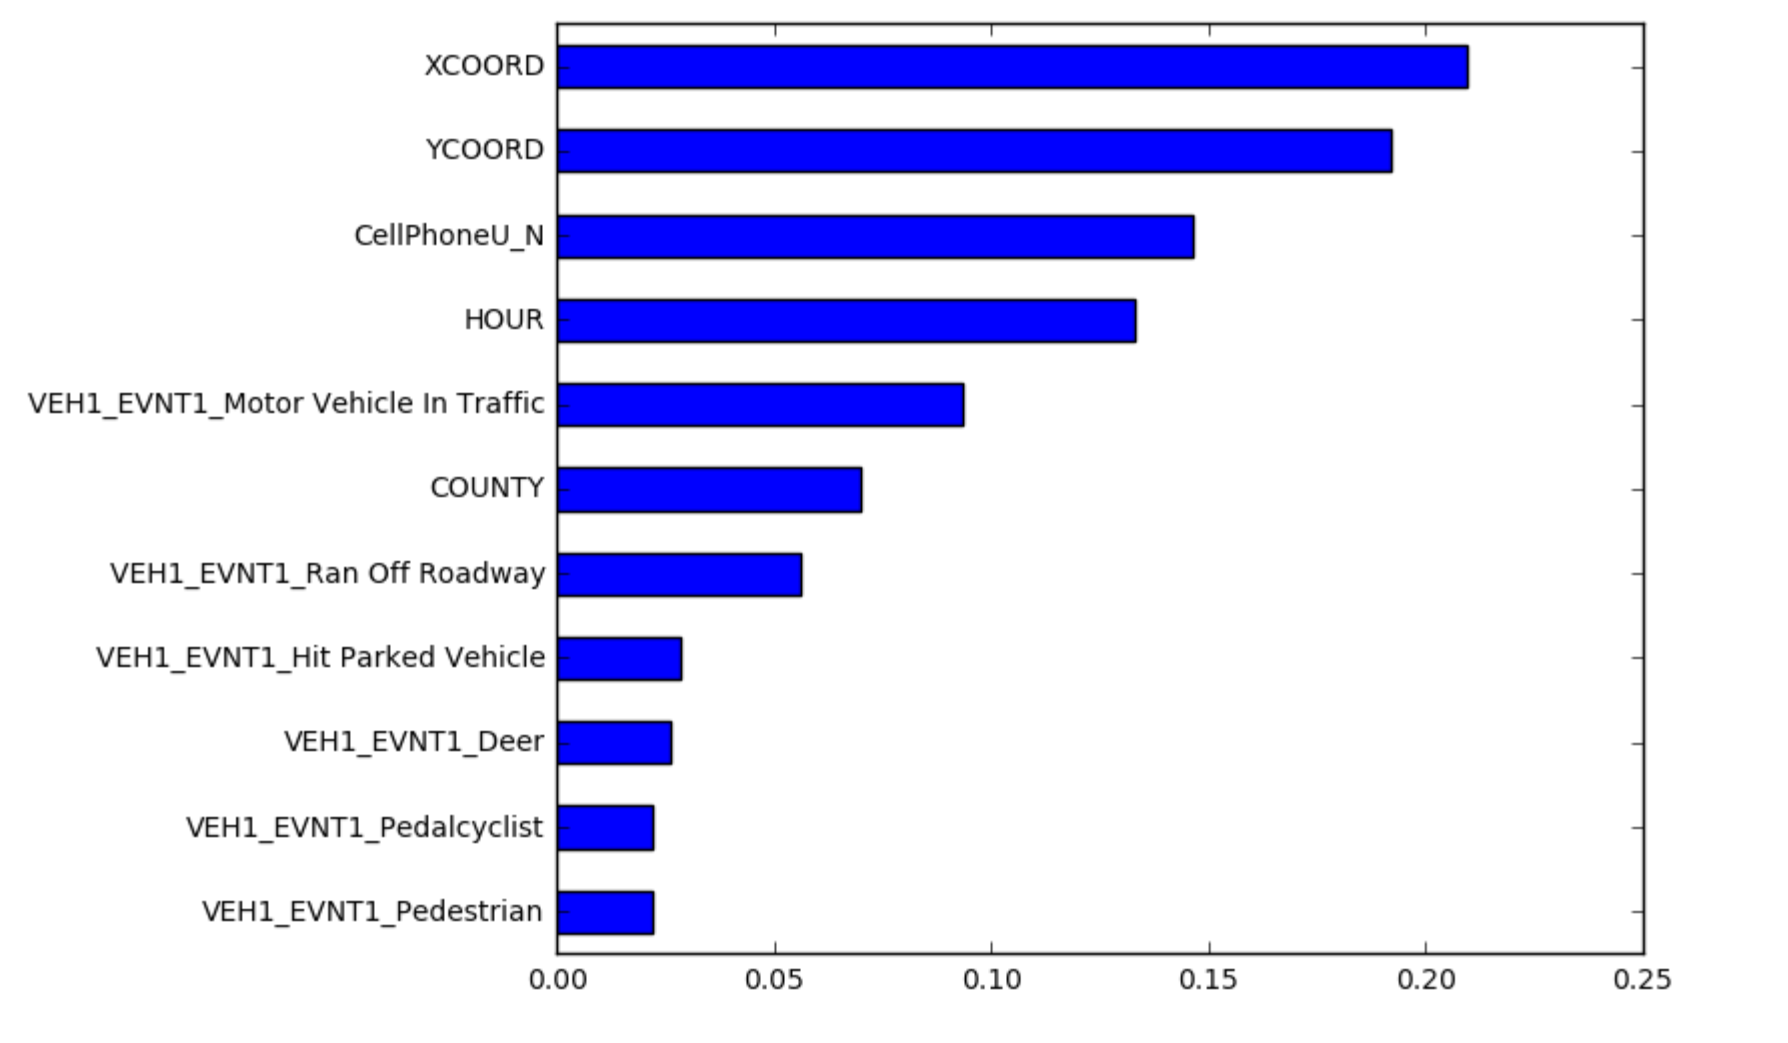 XCOORD
YCOORD
CellPhoneU_N
HOUR
VEH1_EVNT1_Motor Vehicle In Traffic
COUNTY
VEH1_EVNT1_Ran Off Roadway
VEH1_EVNT1_Hit Parked Vehicle
VEH1_EVNT1_Deer
VEH1_EVNT1_Pedalcyclist
VEH1_EVNT1_Pedestrian
0.00 0.05 0.10 0.15 0.20 0.25